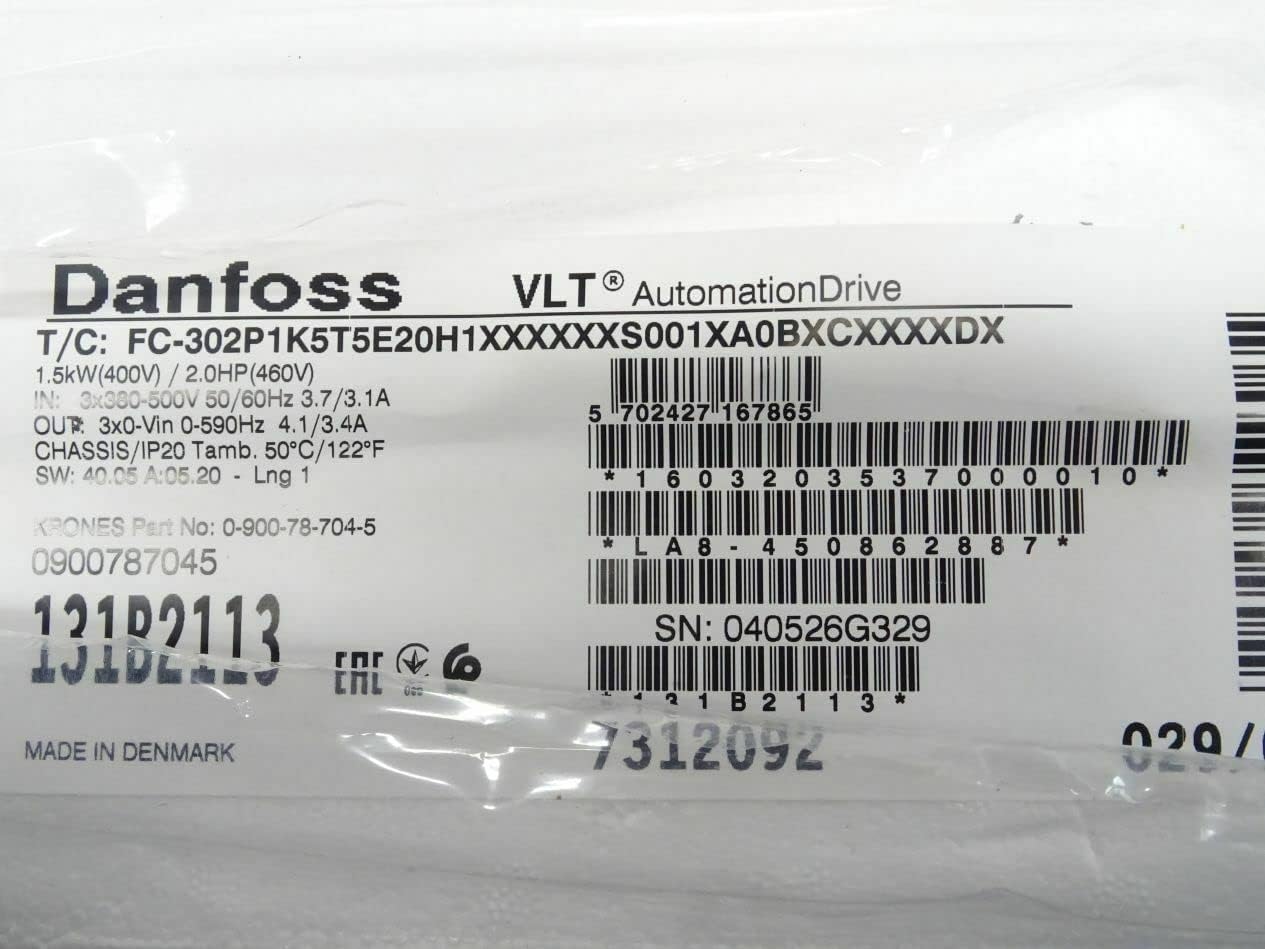 Danfoss VLT® AutomationDrive
T/C: FC-302P1K5T5E20H1XXXXXXS001XA0BXCXXXXDX
1.5kW(400V) / 2.0HP(460V)
IN: 3x380-500V 50/60Hz 3.7/3.1A
OUT: 3x0-Vin 0-590Hz 4.1/3.4A
CHASSIS/IP20 Tamb. 50°C/122°F
SW: 40.05 A:05.20 - Lng 1
KRONES Part No: 0-900-78-704-5
0900787045
131B2113
EAC
MADE IN DENMARK
5 702427 167865
*160320353700010*
*LA8-450862887*
SN: 040526G329
*131B2113*
7312092
029/